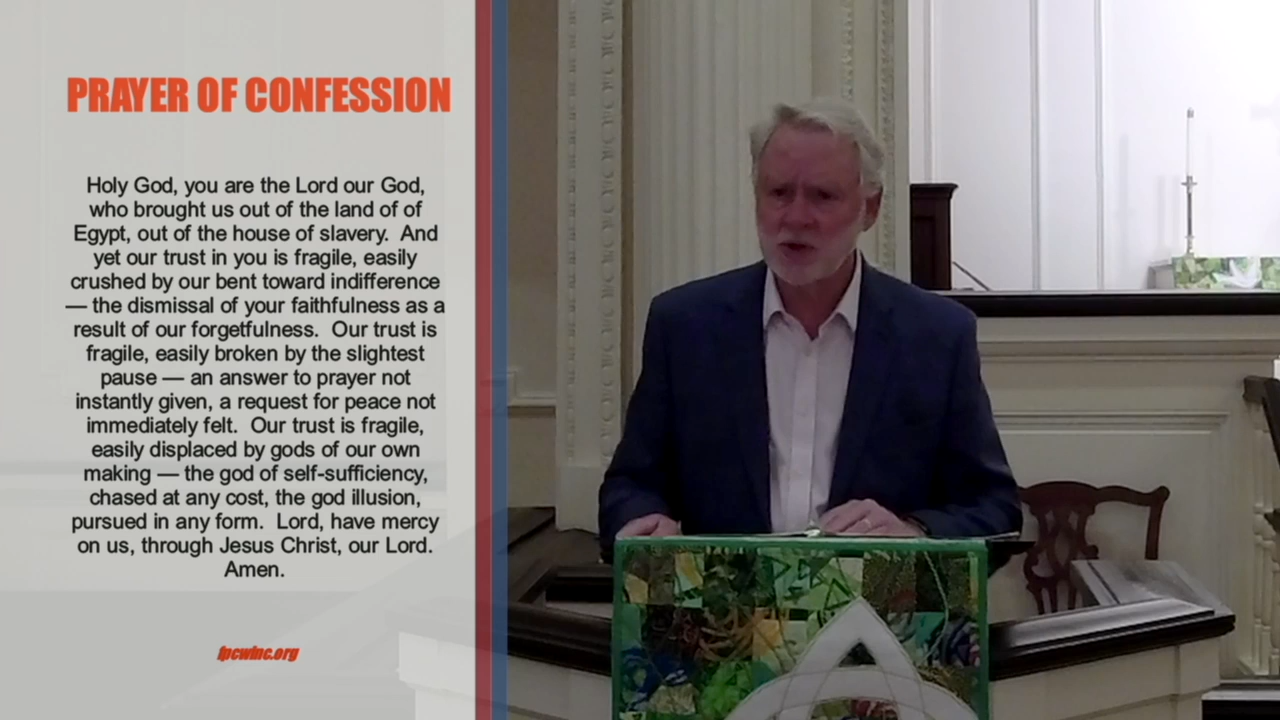 PRAYER OF CONFESSION
Holy God, you are the Lord our God,
who brought us out of the land of of
Egypt, out of the house of slavery.  And
yet our trust in you is fragile, easily
crushed by our bent toward indifference
— the dismissal of your faithfulness as a
result of our forgetfulness.  Our trust is
fragile, easily broken by the slightest
pause — an answer to prayer not
instantly given, a request for peace not
immediately felt.  Our trust is fragile,
easily displaced by gods of our own
making — the god of self-sufficiency,
chased at any cost, the god illusion,
pursued in any form.  Lord, have mercy
on us, through Jesus Christ, our Lord.
Amen.
fpcwinc.org